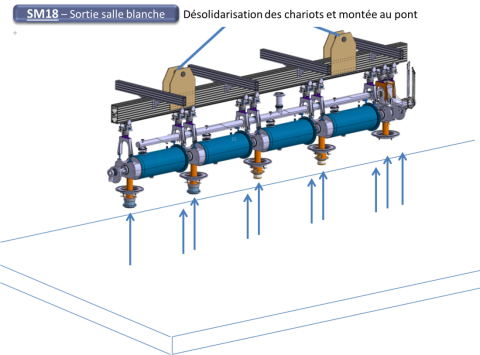 SM18 – Sortie salle blanche Désolidarisation des chariots et montée au pont